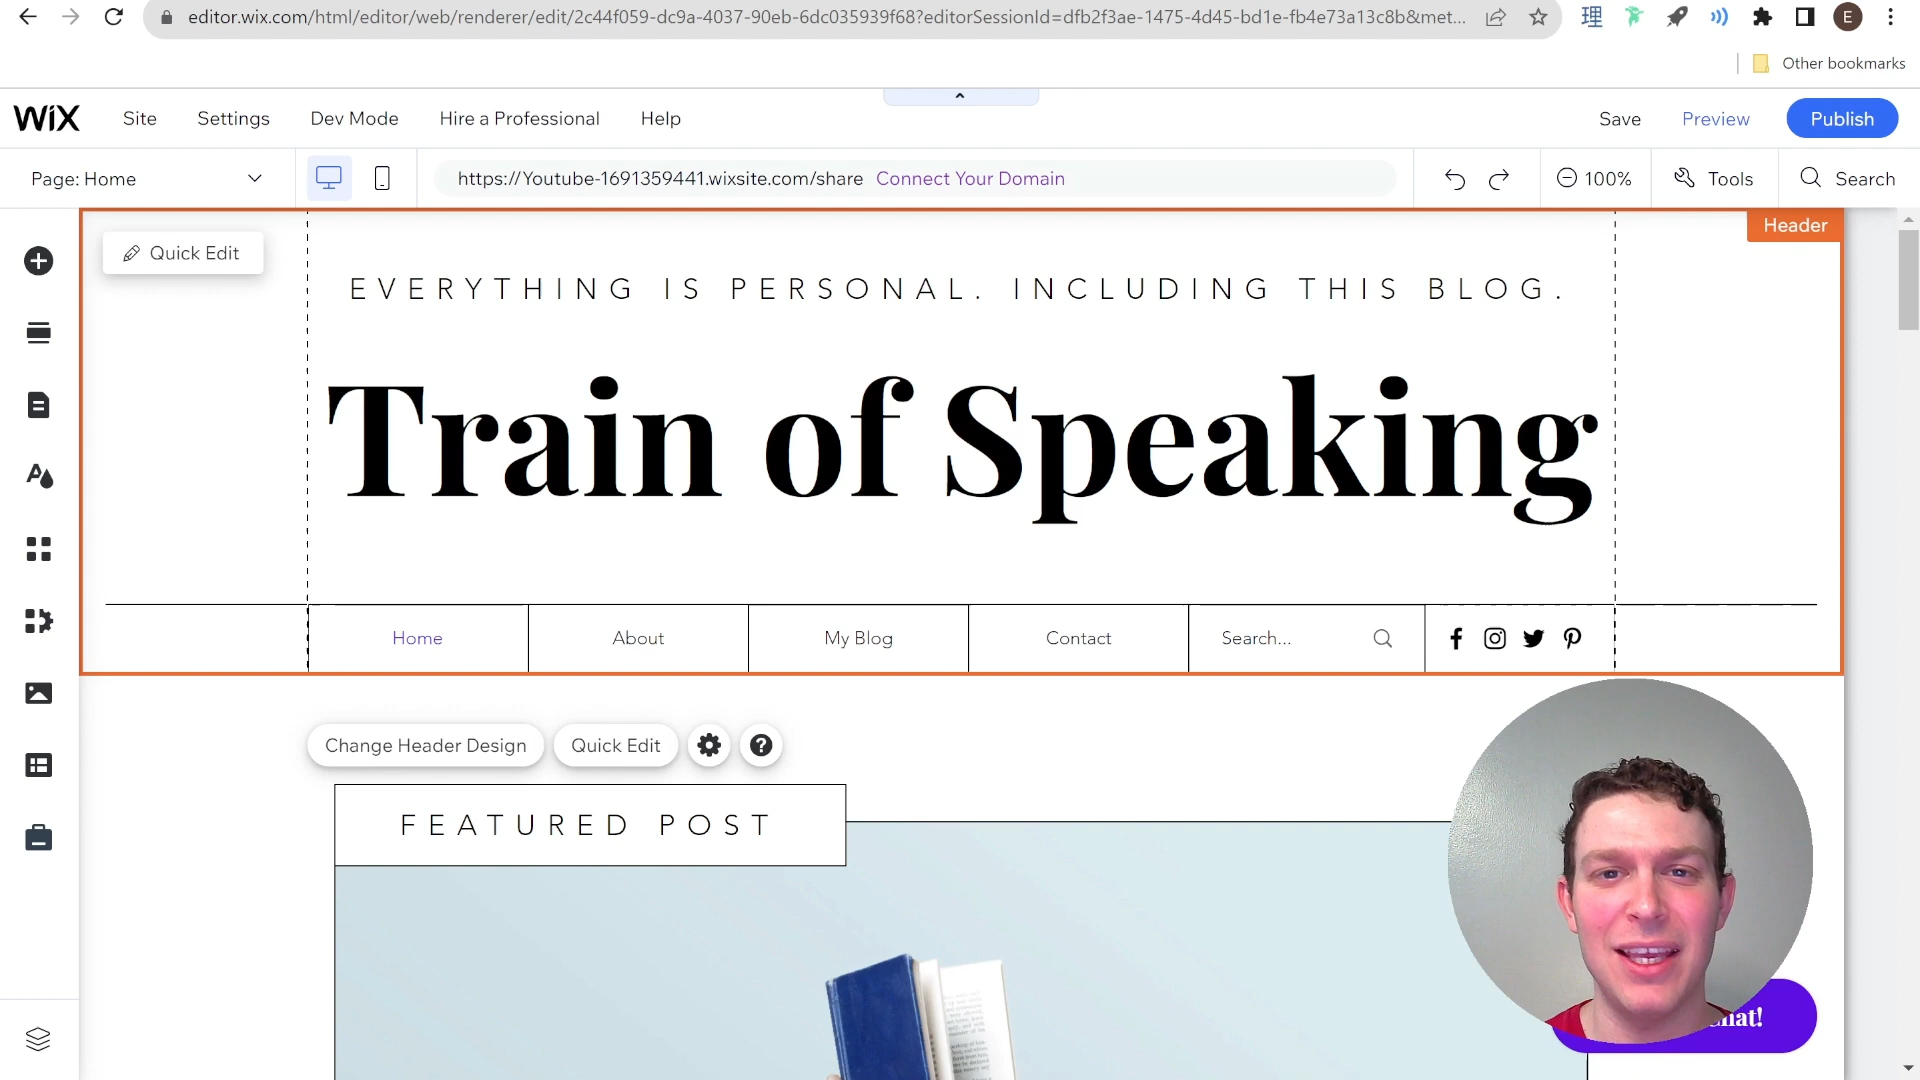 editor.wix.com/html/editor/web/renderer/edit/2c44f059-dc9a-4037-90eb-6dc035939f68?editorSessionId=dfb2f3ae-1475-4d45-bd1e-fb4e73a13c8b&met...
理
E
Other bookmarks
WiX Site Settings Dev Mode Hire a Professional Help Save Preview Publish
Page: Home https://Youtube-1691359441.wixsite.com/share Connect Your Domain 100% Tools Search
Header
Quick Edit
EVERYTHING IS PERSONAL. INCLUDING THIS BLOG.
Train of Speaking
Home About My Blog Contact Search...
Change Header Design Quick Edit
FEATURED POST